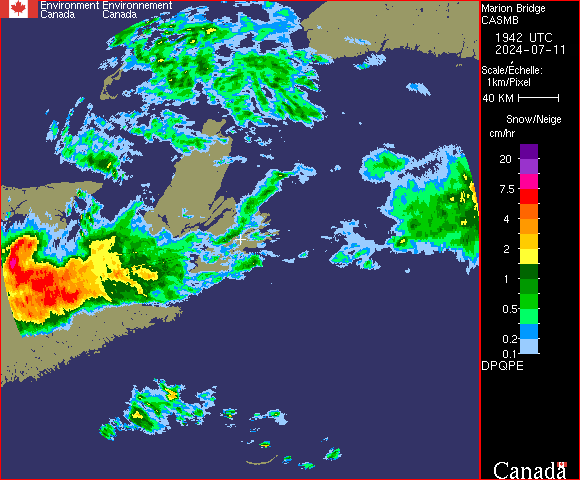 Environment Environnement
Canada Canada
Marion Bridge
CASMB
1942 UTC
2024-07-11
Scale/Échelle:
1km/Pixel
40 KM
Snow/Neige
cm/hr
20
7.5
4
2
1
0.5
0.2
0.1
DPQPE
Canada